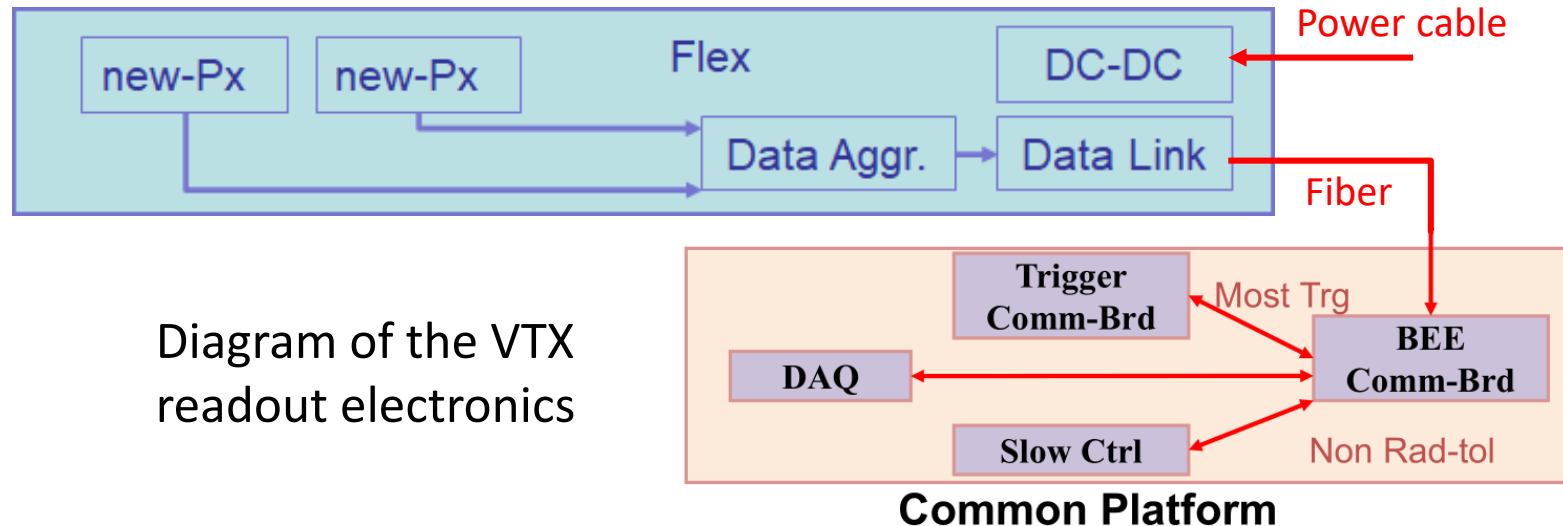 Power cable
new-Px
new-Px
Flex
DC-DC
Data Aggr.
Data Link
Fiber
Trigger
Comm-Brd
Most Trg
BEE
Comm-Brd
DAQ
Diagram of the VTX
readout electronics
Slow Ctrl
Non Rad-tol
Common Platform